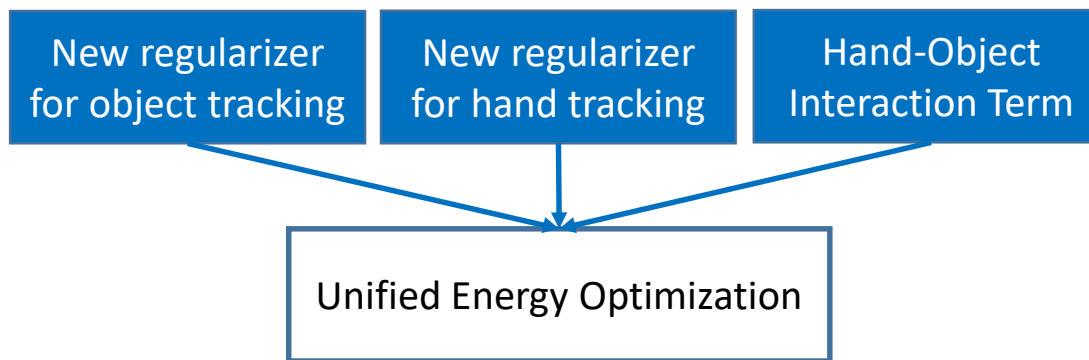 New regularizer
for object tracking
New regularizer
for hand tracking
Hand-Object
Interaction Term
Unified Energy Optimization